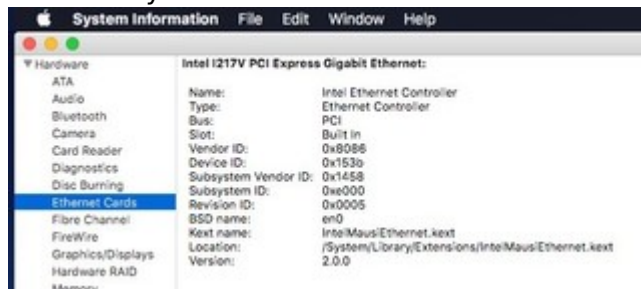 System Information File Edit Window Help
Hardware
ATA
Audio
Bluetooth
Camera
Card Reader
Diagnostics
Disc Burning
Ethernet Cards
Fibre Channel
FireWire
Graphics/Displays
Hardware RAID
Memory
Intel I217V PCI Express Gigabit Ethernet:
Name: Intel Ethernet Controller
Type: Ethernet Controller
Bus: PCI
Slot: Built In
Vendor ID: 0x8086
Device ID: 0x153b
Subsystem Vendor ID: 0x1458
Subsystem ID: 0xe000
Revision ID: 0x0005
BSD name: en0
Kext name: IntelMausiEthernet.kext
Location: /System/Library/Extensions/IntelMausiEthernet.kext
Version: 2.0.0